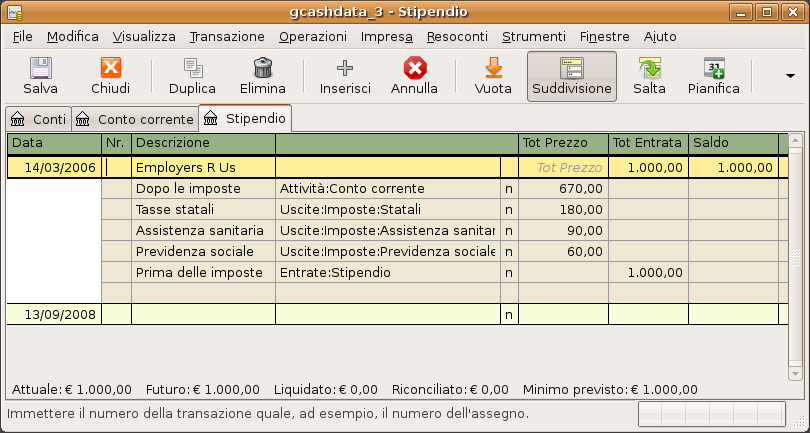 gcashdata_3 - Stipendio
File Modifica Visualizza Transazione Operazioni Impresa Resoconti Strumenti Finestre Aiuto
Salva Chiudi Duplica Elimina Inserisci Annulla Vuota Suddivisione Salta Pianifica
Conti Conto corrente Stipendio
Data Nr. Descrizione Tot Prezzo Tot Entrata Saldo
14/03/2006 Employers R Us Tot Prezzo 1.000,00 1.000,00
Dopo le imposte Attività:Conto corrente n 670,00
Tasse statali Uscite:Imposte:Statali n 180,00
Assistenza sanitaria Uscite:Imposte:Assistenza sanitar n 90,00
Previdenza sociale Uscite:Imposte:Previdenza sociale n 60,00
Prima delle imposte Entrate:Stipendio n 1.000,00
13/09/2008 n
Attuale: € 1.000,00 Futuro: € 1.000,00 Liquidato: € 0,00 Riconciliato: € 0,00 Minimo previsto: € 1.000,00
Immettere il numero della transazione quale, ad esempio, il numero dell'assegno.